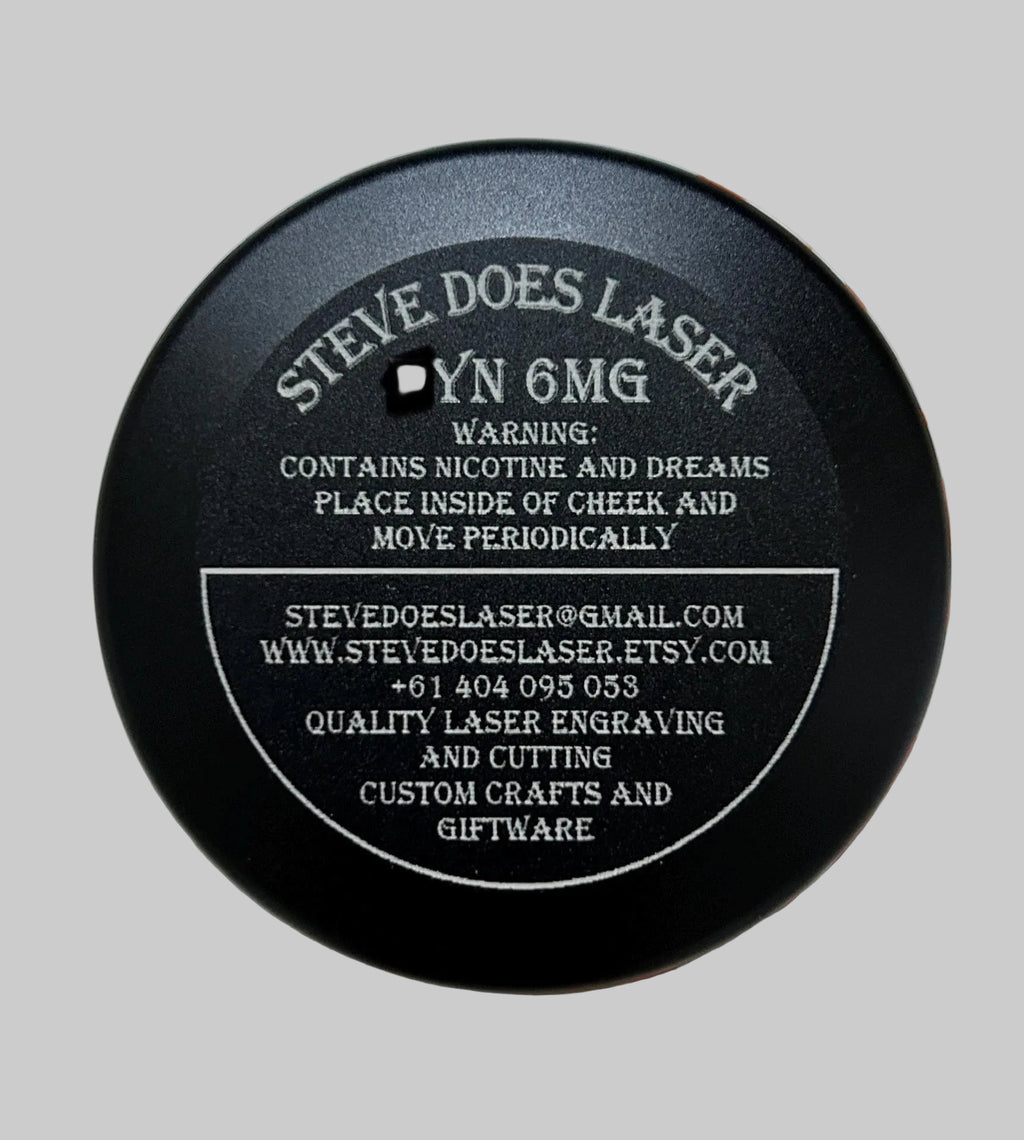 STEVE DOES LASER
YN 6MG
WARNING:
CONTAINS NICOTINE AND DREAMS
PLACE INSIDE OF CHEEK AND
MOVE PERIODICALLY
STEVEDOESLASER@GMAIL.COM
WWW.STEVEDOESLASER.ETSY.COM
+61 404 095 053
QUALITY LASER ENGRAVING
AND CUTTING
CUSTOM CRAFTS AND
GIFTWARE